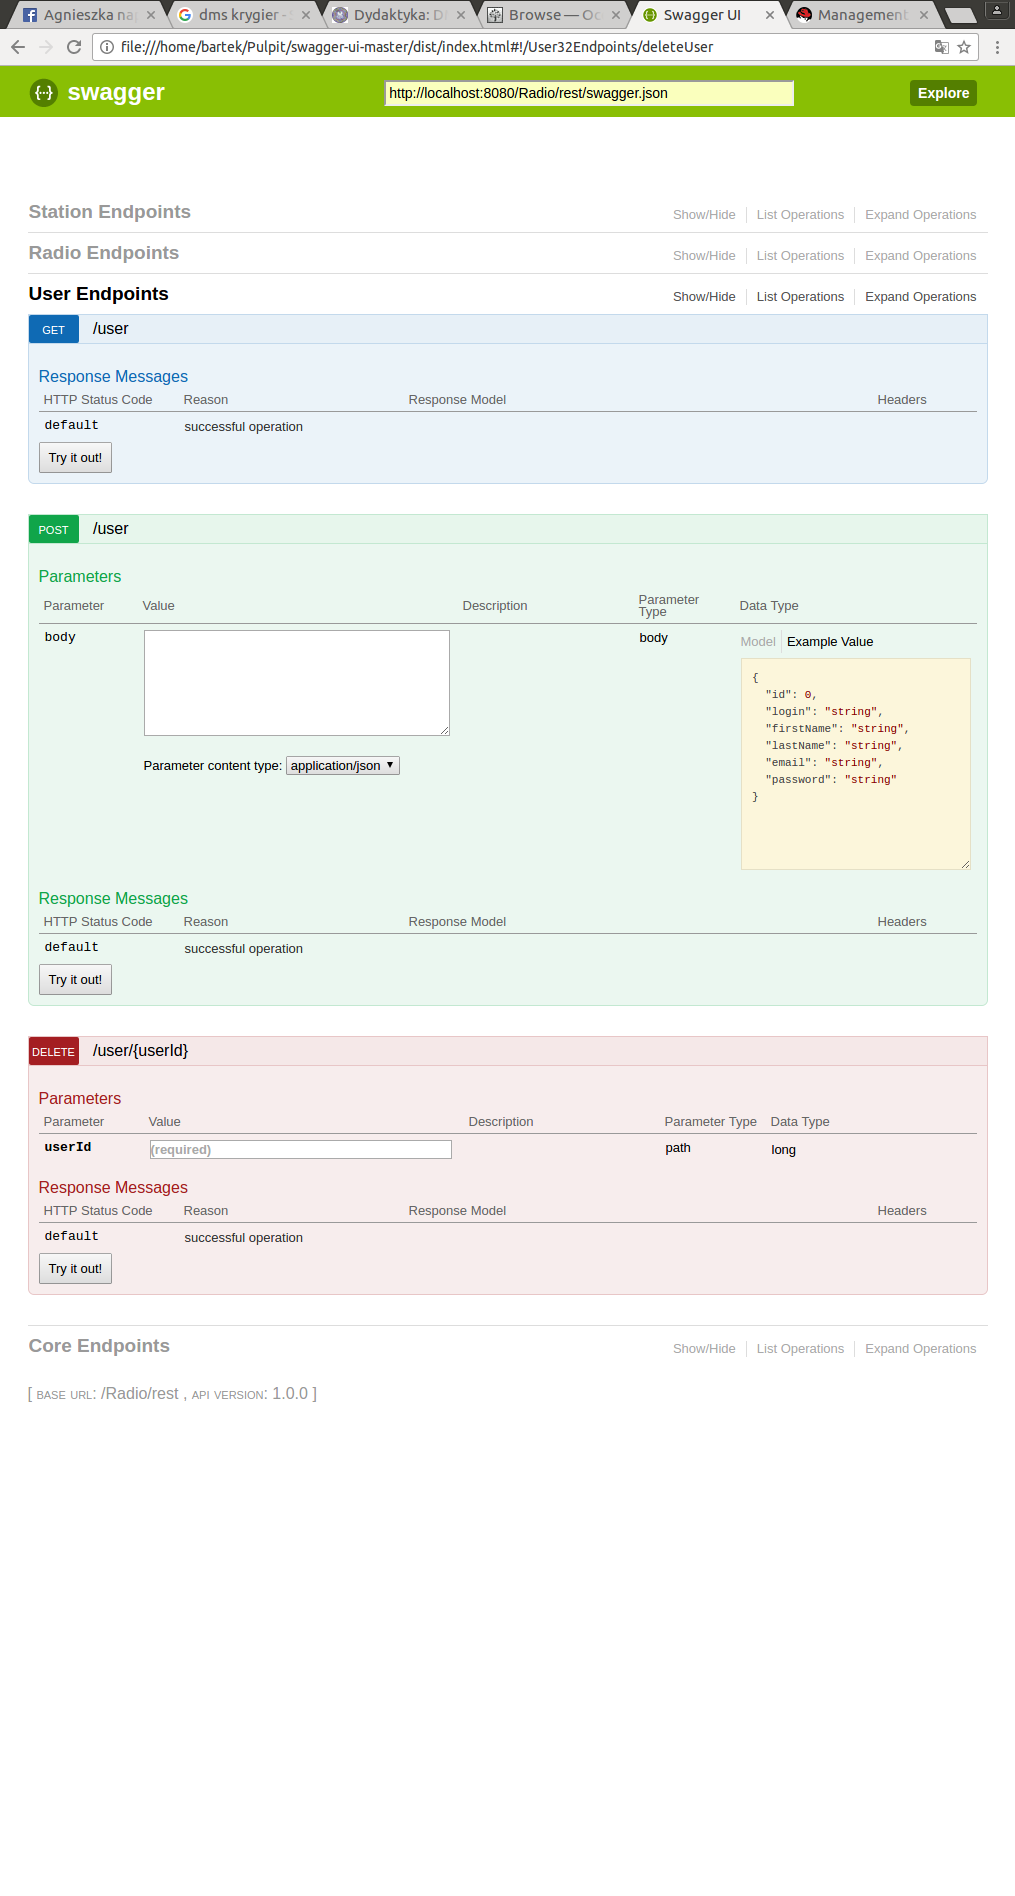 Agnieszka na
dms krygier - S
Dydaktyka: D
Browse — Oc
Swagger UI
Management
file:///home/bartek/Pulpit/swagger-ui-master/dist/index.html#!/User32Endpoints/deleteUser
{···} swagger
http://localhost:8080/Radio/rest/swagger.json
Explore
Station Endpoints
Show/Hide List Operations Expand Operations
Radio Endpoints
Show/Hide List Operations Expand Operations
User Endpoints
Show/Hide List Operations Expand Operations
GET /user
Response Messages
HTTP Status Code Reason Response Model Headers
default successful operation
Try it out!
POST /user
Parameters
Parameter Value Description Parameter Type Data Type
body body Model Example Value
{
"id": 0,
"login": "string",
"firstName": "string",
"lastName": "string",
"email": "string",
"password": "string"
}
Parameter content type: application/json
Response Messages
HTTP Status Code Reason Response Model Headers
default successful operation
Try it out!
DELETE /user/{userId}
Parameters
Parameter Value Description Parameter Type Data Type
userId (required) path long
Response Messages
HTTP Status Code Reason Response Model Headers
default successful operation
Try it out!
Core Endpoints
Show/Hide List Operations Expand Operations
[ BASE URL: /Radio/rest , API VERSION: 1.0.0 ]